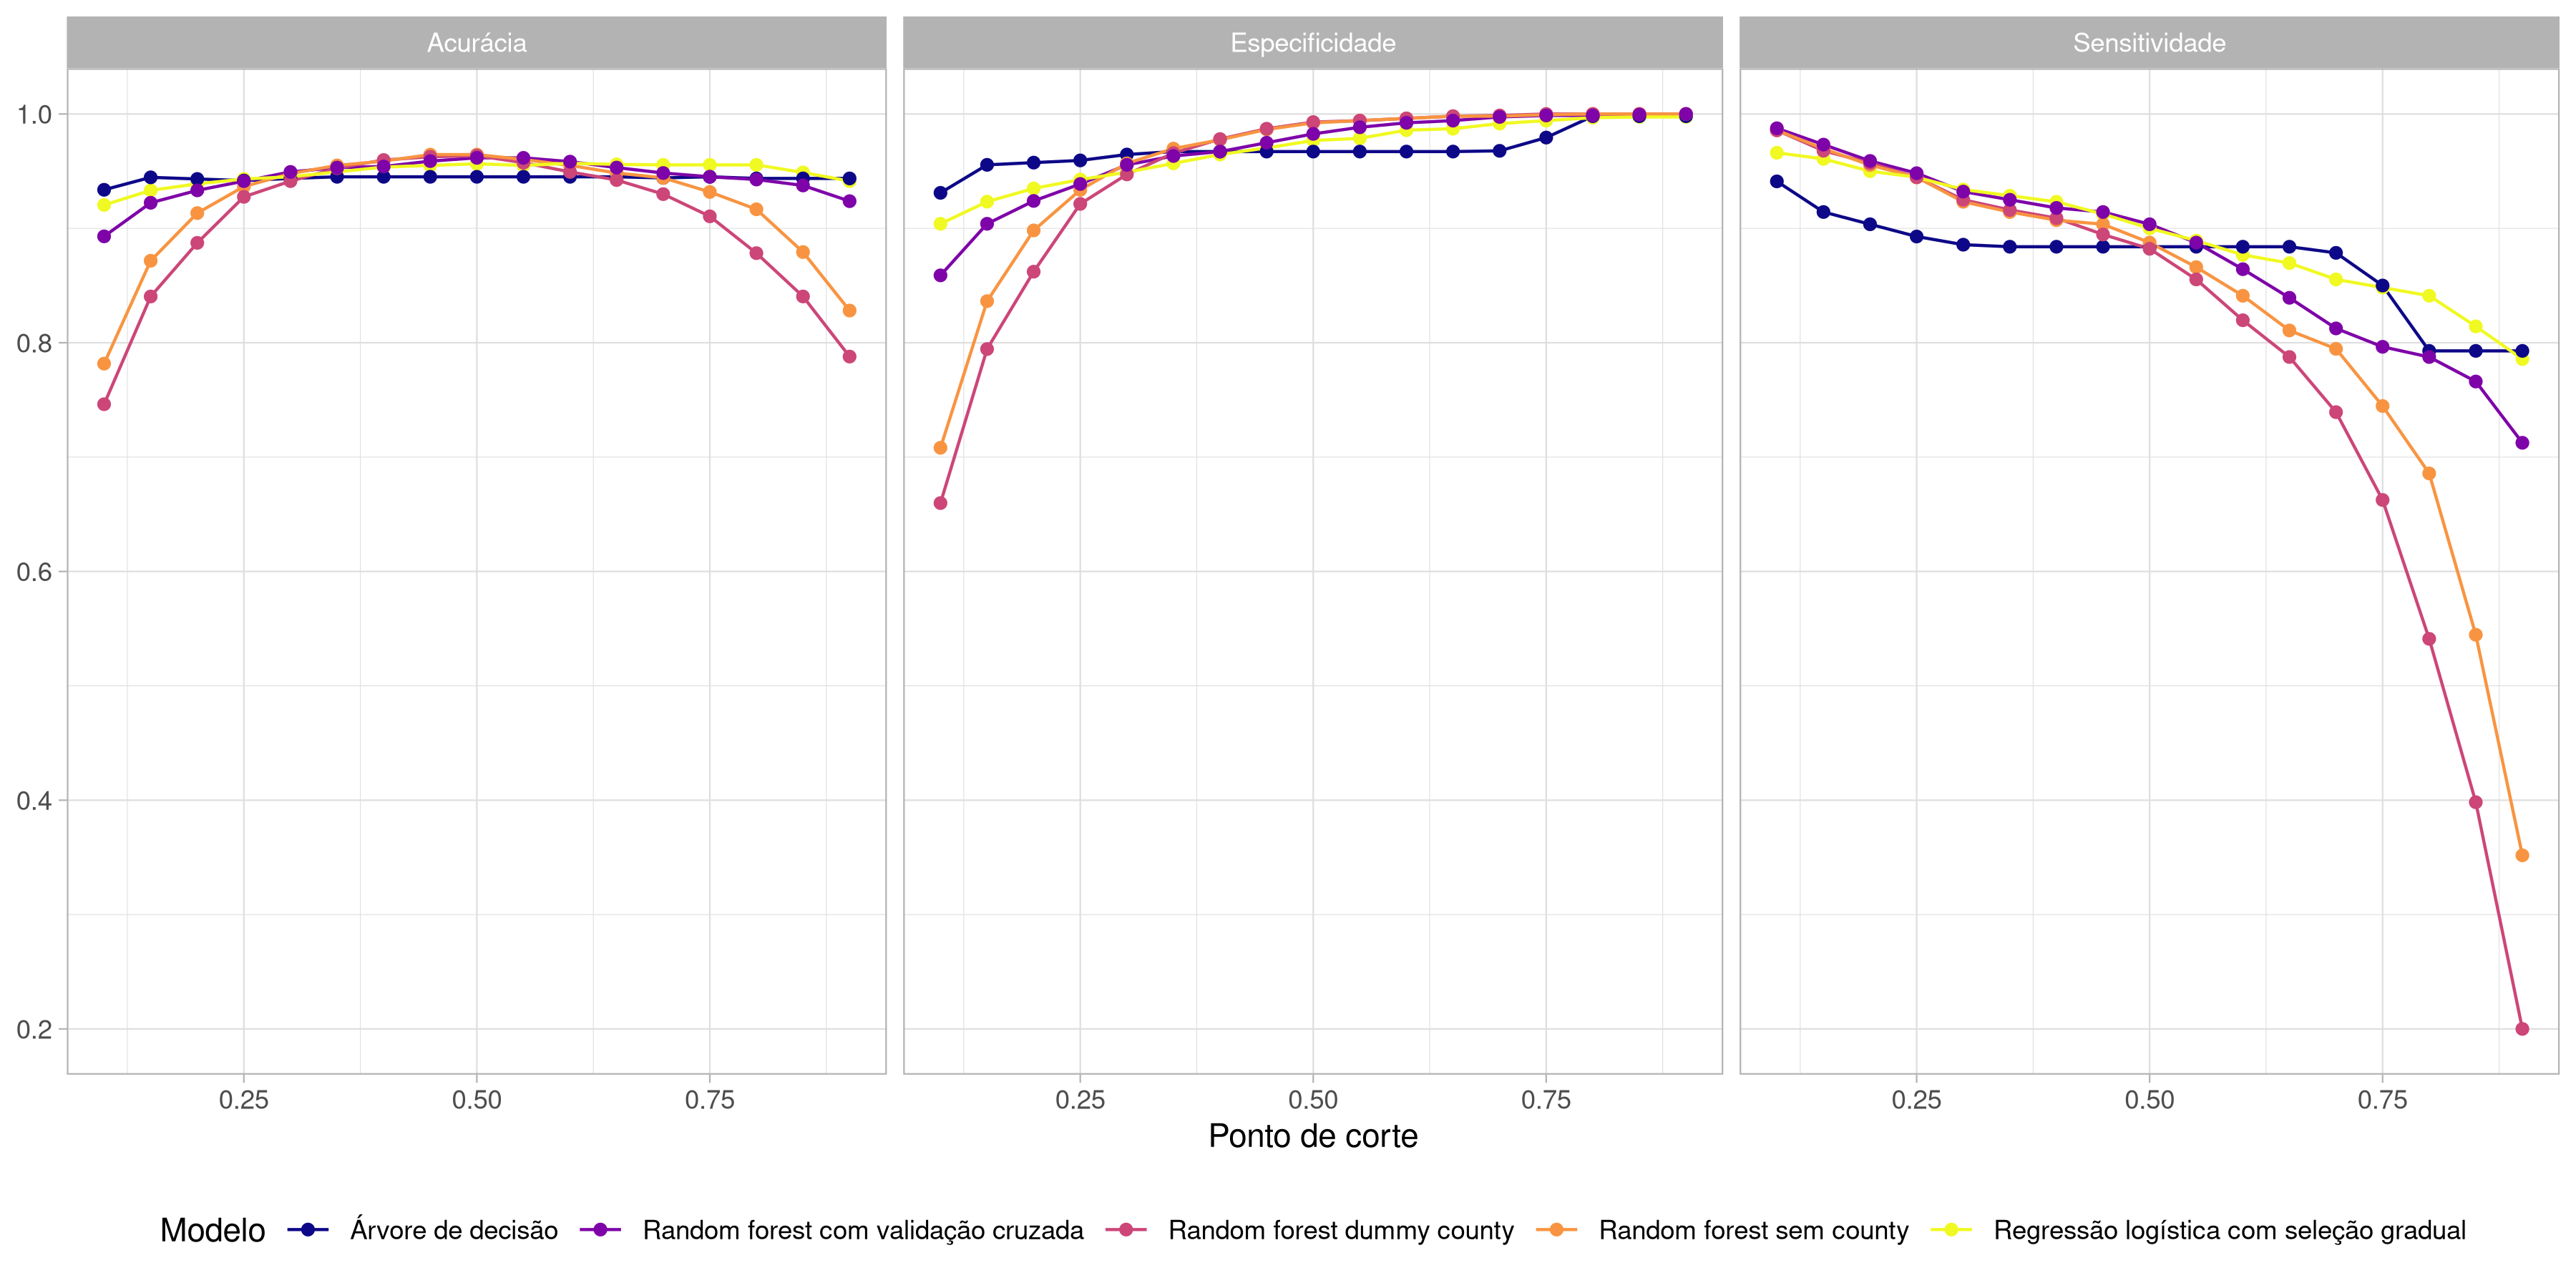 Acurácia Especificidade Sensitividade
1.0
0.8
0.6
0.4
0.2
0.25 0.50 0.75 0.25 0.50 0.75 0.25 0.50 0.75
Ponto de corte
Modelo Árvore de decisão Random forest com validação cruzada Random forest dummy county Random forest sem county Regressão logística com seleção gradual